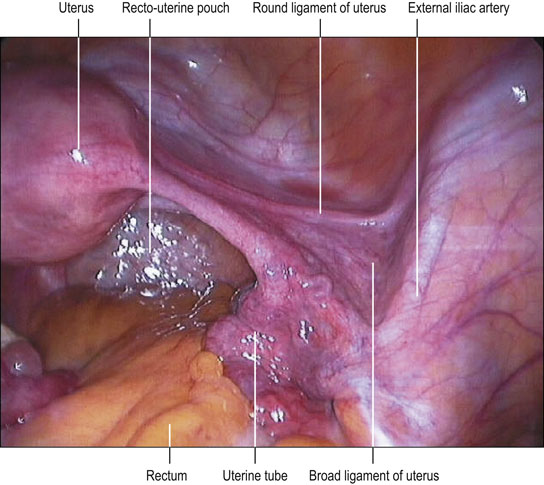 Uterus
Recto-uterine pouch
Round ligament of uterus
External iliac artery
Rectum
Uterine tube
Broad ligament of uterus